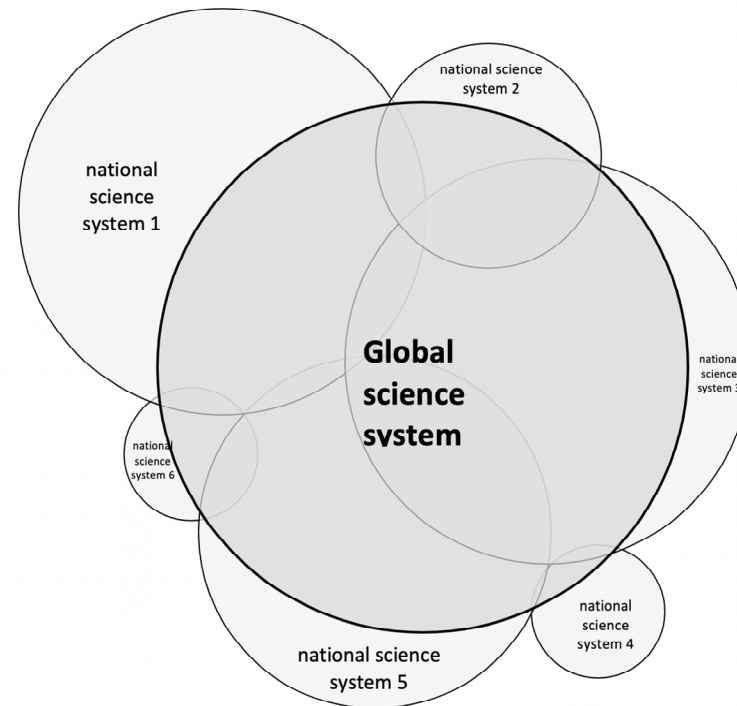 national science
system 2
national
science
system 1
Global
science
system
national
science
system 3
national
science
system 6
national
science
system 4
national science
system 5